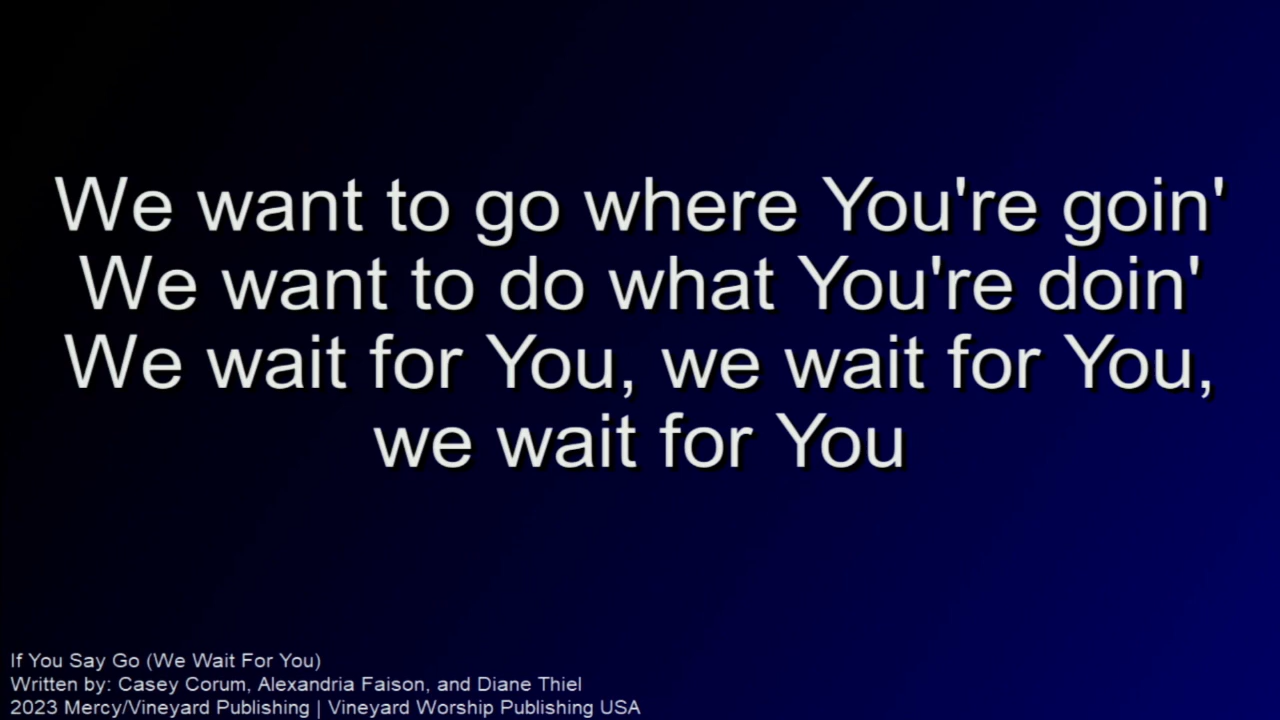 We want to go where You're goin'
We want to do what You're doin'
We wait for You, we wait for You,
we wait for You
If You Say Go (We Wait For You)
Written by: Casey Corum, Alexandria Faison, and Diane Thiel
2023 Mercy/Vineyard Publishing | Vineyard Worship Publishing USA